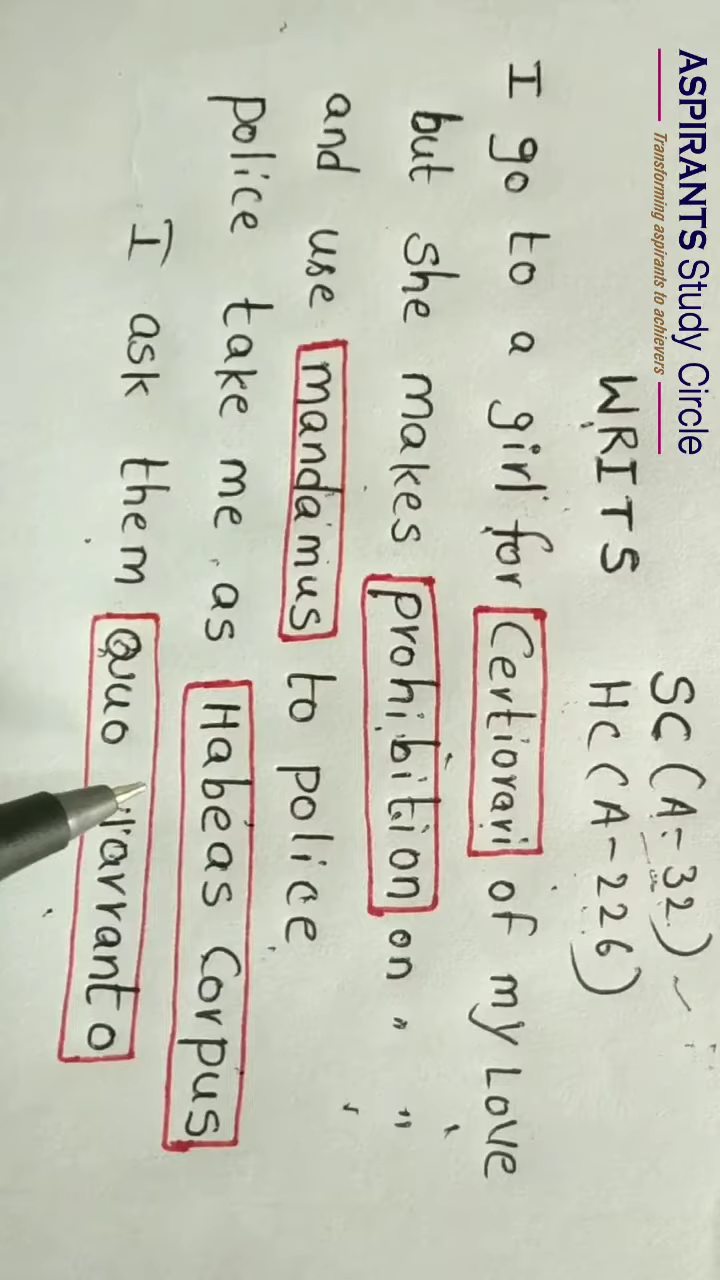 ASPIRANTS Study Circle
Transforming aspirants to achievers
SC (A-32)
WRITS HC (A-226)
I go to a girl for Certiorari of my Love
but she makes prohibition on " "
and use mandamus to police
police take me as Habeas Corpus
I ask them Quo Warranto